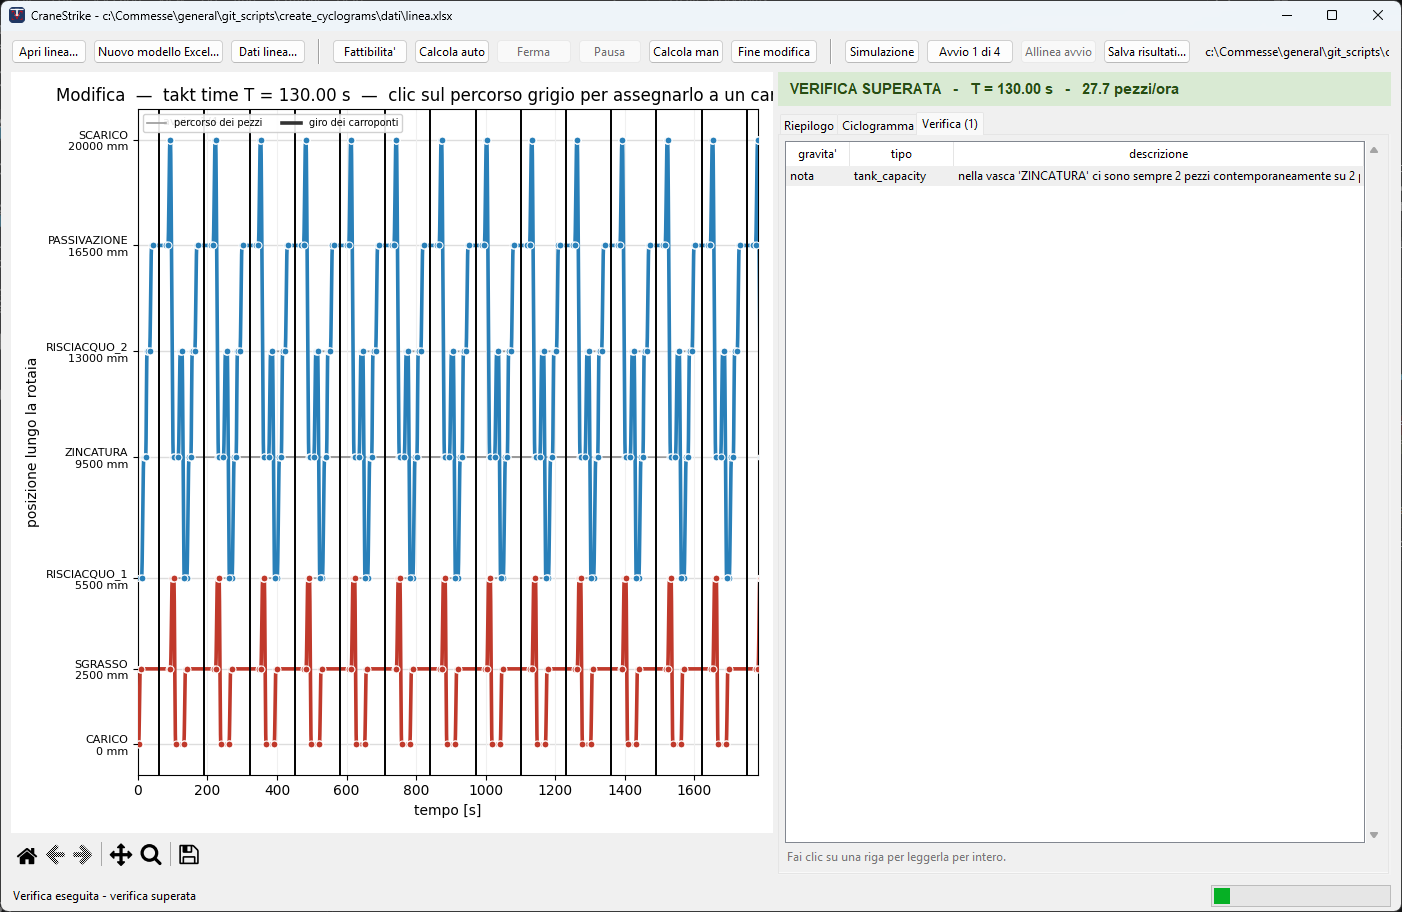 CraneStrike - c:\Commesse\general\git_scripts\create_cyclograms\dati\linea.xlsx
Apri linea... Nuovo modello Excel... Dati linea... Fattibilita' Calcola auto Ferma Pausa Calcola man Fine modifica Simulazione Avvio 1 di 4 Allinea avvio Salva risultati... c:\Commesse\general\git_scripts\c
Modifica — takt time T = 130.00 s — clic sul percorso grigio per assegnarlo a un car
percorso dei pezzi giro dei carroponti
SCARICO
20000 mm
PASSIVAZIONE
16500 mm
RISCIACQUO_2
13000 mm
ZINCATURA
9500 mm
RISCIACQUO_1
5500 mm
SGRASSO
2500 mm
CARICO
0 mm
posizione lungo la rotaia
0 200 400 600 800 1000 1200 1400 1600
tempo [s]
VERIFICA SUPERATA - T = 130.00 s - 27.7 pezzi/ora
Riepilogo Ciclogramma Verifica (1)
gravita' tipo descrizione
nota tank_capacity nella vasca 'ZINCATURA' ci sono sempre 2 pezzi contemporaneamente su 2
Fai clic su una riga per leggerla per intero.
Verifica eseguita - verifica superata